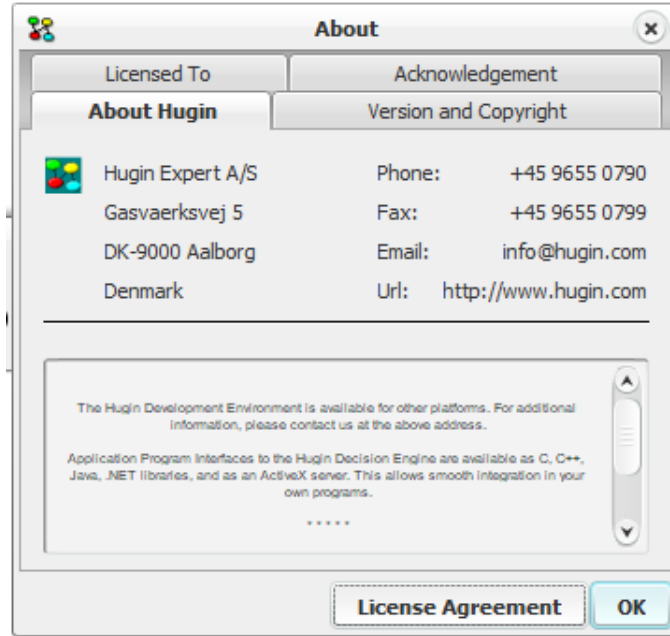 About
Licensed To
Acknowledgement
About Hugin
Version and Copyright
Hugin Expert A/S
Phone: +45 9655 0790
Gasvaerksvej 5
Fax: +45 9655 0799
DK-9000 Aalborg
Email: info@hugin.com
Denmark
Url: http://www.hugin.com
The Hugin Development Environment is available for other platforms. For additional
information, please contact us at the above address.
Application Program Interfaces to the Hugin Decision Engine are available as C, C++,
Java, .NET libraries, and as an ActiveX server. This allows smooth integration in your
own programs.
* * * * *
License Agreement
OK